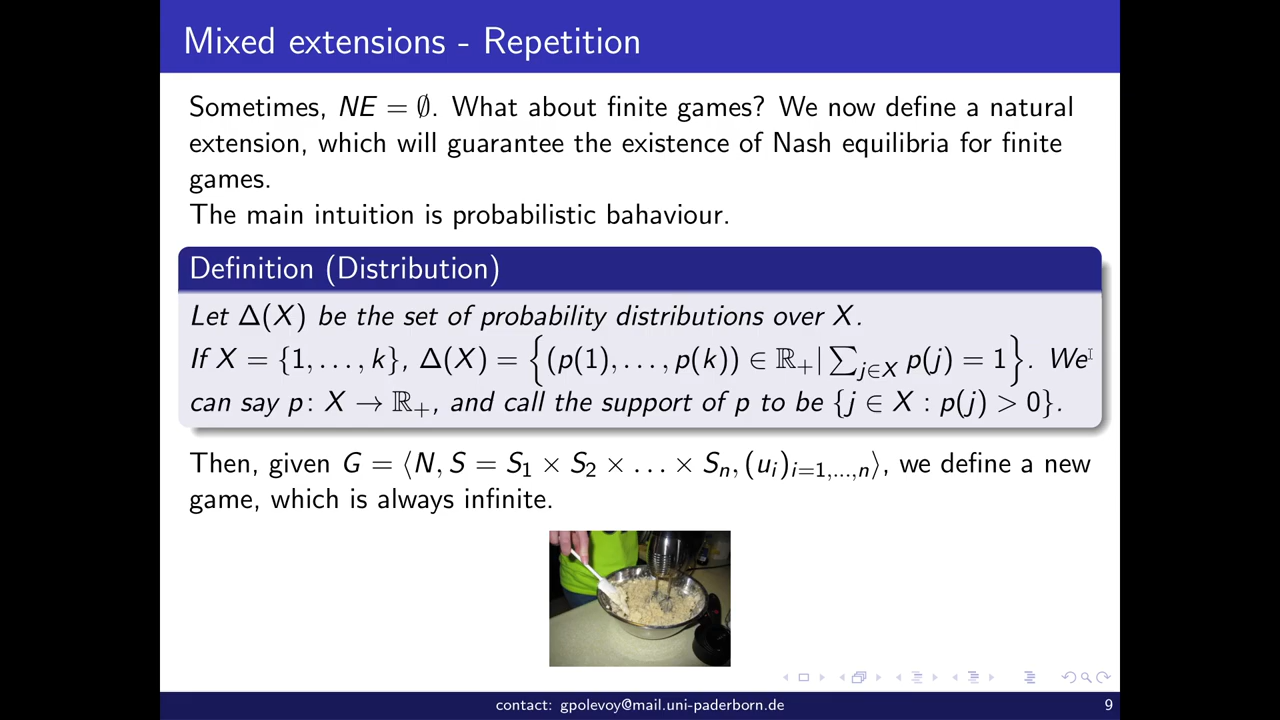 Mixed extensions - Repetition
Sometimes, NE = ∅. What about finite games? We now define a natural
extension, which will guarantee the existence of Nash equilibria for finite
games.
The main intuition is probabilistic bahaviour.
Definition (Distribution)
Let Δ(X) be the set of probability distributions over X.
If X = {1, . . . , k}, Δ(X) = {(p(1), . . . , p(k)) ∈ ℝ₊| ∑_{j∈X} p(j) = 1}. We
can say p: X → ℝ₊, and call the support of p to be {j ∈ X : p(j) > 0}.
Then, given G = ⟨N, S = S₁ × S₂ × . . . × Sₙ, (uᵢ)ᵢ₌₁,...,ₙ⟩, we define a new
game, which is always infinite.
contact: gpolevoy@mail.uni-paderborn.de 9